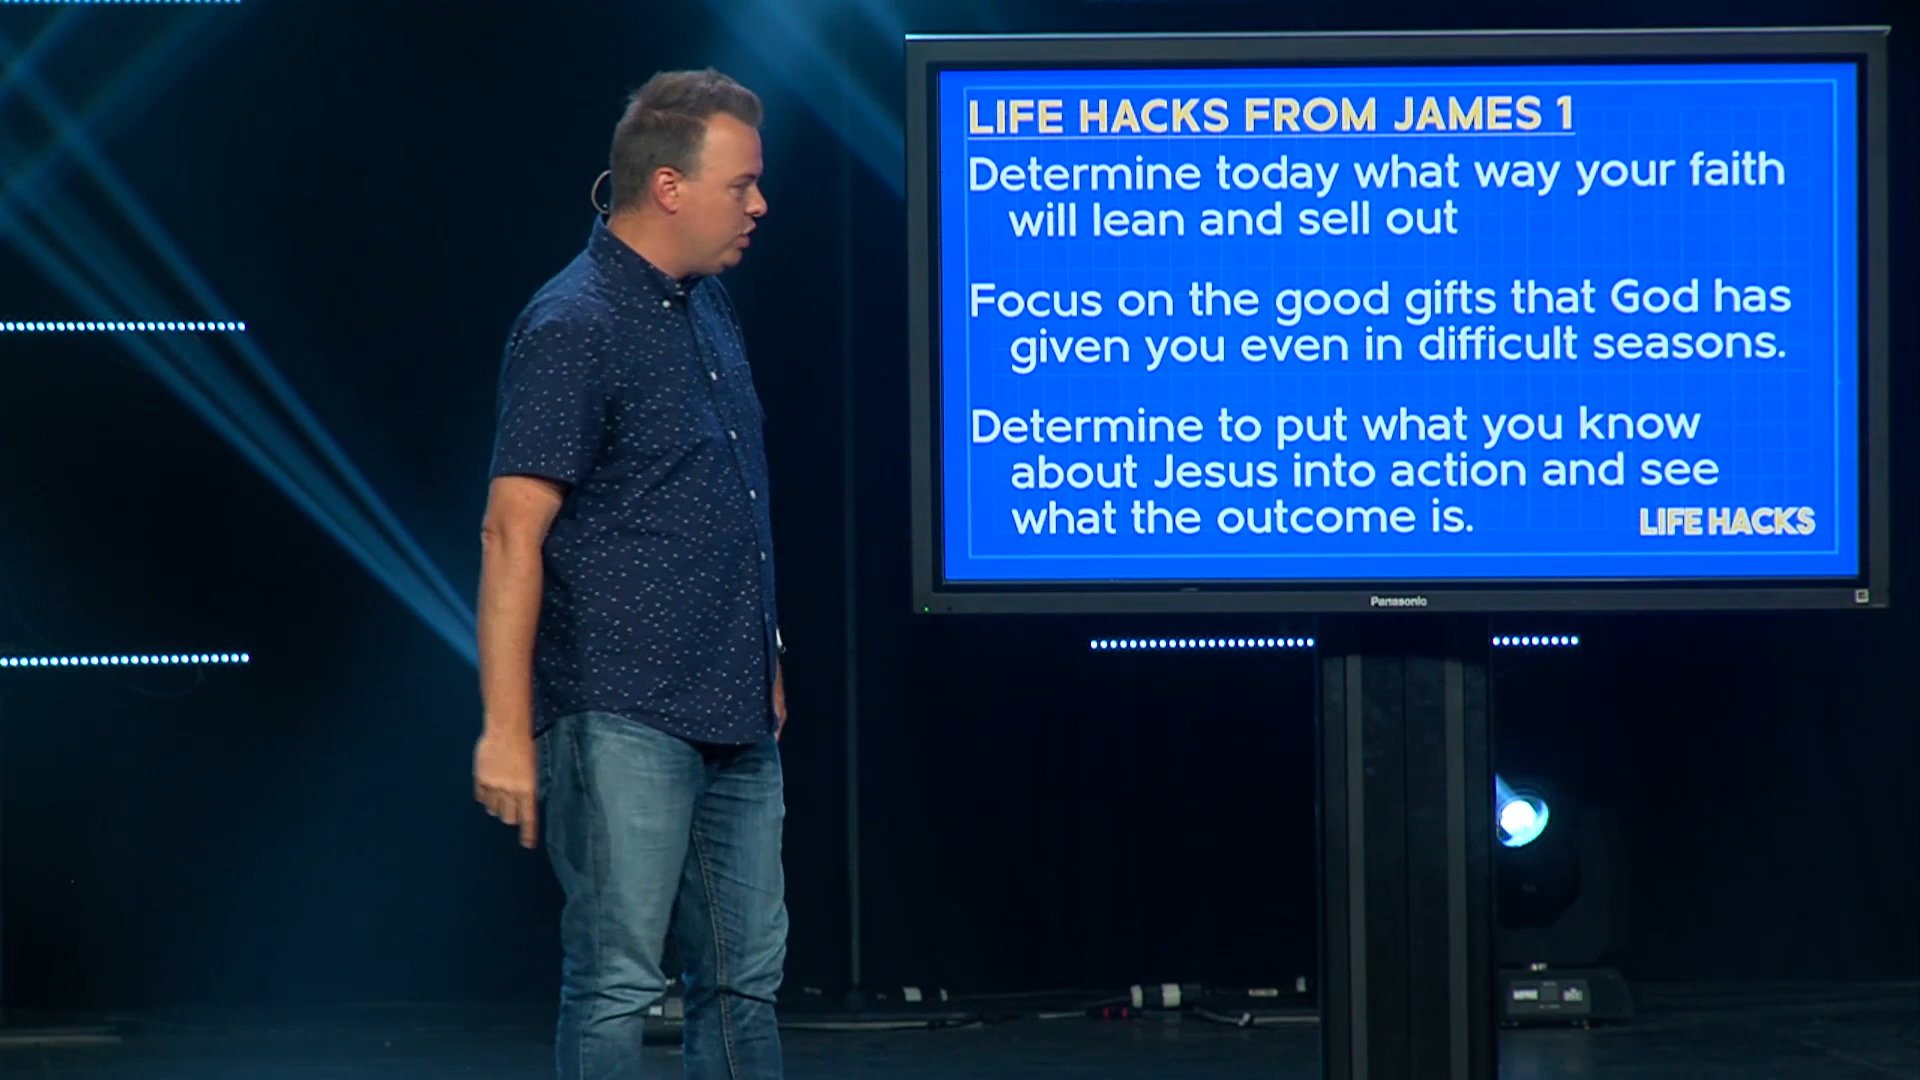 LIFE HACKS FROM JAMES 1
Determine today what way your faith
will lean and sell out
Focus on the good gifts that God has
given you even in difficult seasons.
Determine to put what you know
about Jesus into action and see
what the outcome is.
LIFE HACKS
Panasonic